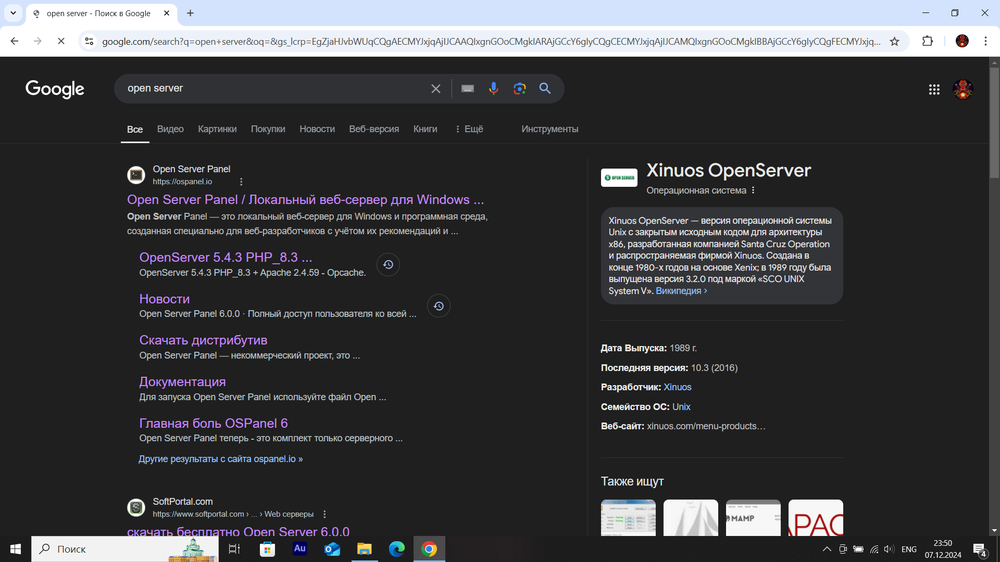 open server - Поиск в Google
google.com/search?q=open+server&oq=&gs_lcrp=EgZjaHJvbWUqCQgAECMYJxjqAjIJCAAQIxgnGOoCMgkIARAjGCcY6gIyCQgCECMYJxjqAjIJCAMQIxgnGOoCMgkIBBAjGCcY6gIyCQgFECMYJxjq...
Google
open server
Все Видео Картинки Покупки Новости Веб-версия Книги Ещё Инструменты
Open Server Panel
https://ospanel.io
Open Server Panel / Локальный веб-сервер для Windows ...
Open Server Panel — это локальный веб-сервер для Windows и программная среда,
созданная специально для веб-разработчиков с учётом их рекомендаций и ...
OpenServer 5.4.3 PHP_8.3 ...
OpenServer 5.4.3 PHP_8.3 + Apache 2.4.59 - Opcache.
Новости
Open Server Panel 6.0.0 · Полный доступ пользователя ко всей ...
Скачать дистрибутив
Open Server Panel — некоммерческий проект, это ...
Документация
Для запуска Open Server Panel используйте файл Open ...
Главная боль OSPanel 6
Open Server Panel теперь - это комплект только серверного ...
Другие результаты с сайта ospanel.io »
SoftPortal.com
https://www.softportal.com › ... › Web серверы
скачать бесплатно Open Server 6.0.0
OPEN SERVER
Xinuos OpenServer
Операционная система
Xinuos OpenServer — версия операционной системы
Unix с закрытым исходным кодом для архитектуры
x86, разработанная компанией Santa Cruz Operation
и распространяемая фирмой Xinuos. Создана в
конце 1980-х годов на основе Xenix; в 1989 году была
выпущена версия 3.2.0 под маркой «SCO UNIX
System V». Википедия ›
Дата Выпуска: 1989 г.
Последняя версия: 10.3 (2016)
Разработчик: Xinuos
Семейство ОС: Unix
Веб-сайт: xinuos.com/menu-products…
Также ищут
MAMP
APAC
Поиск
Au
ENG
23:50
07.12.2024
4